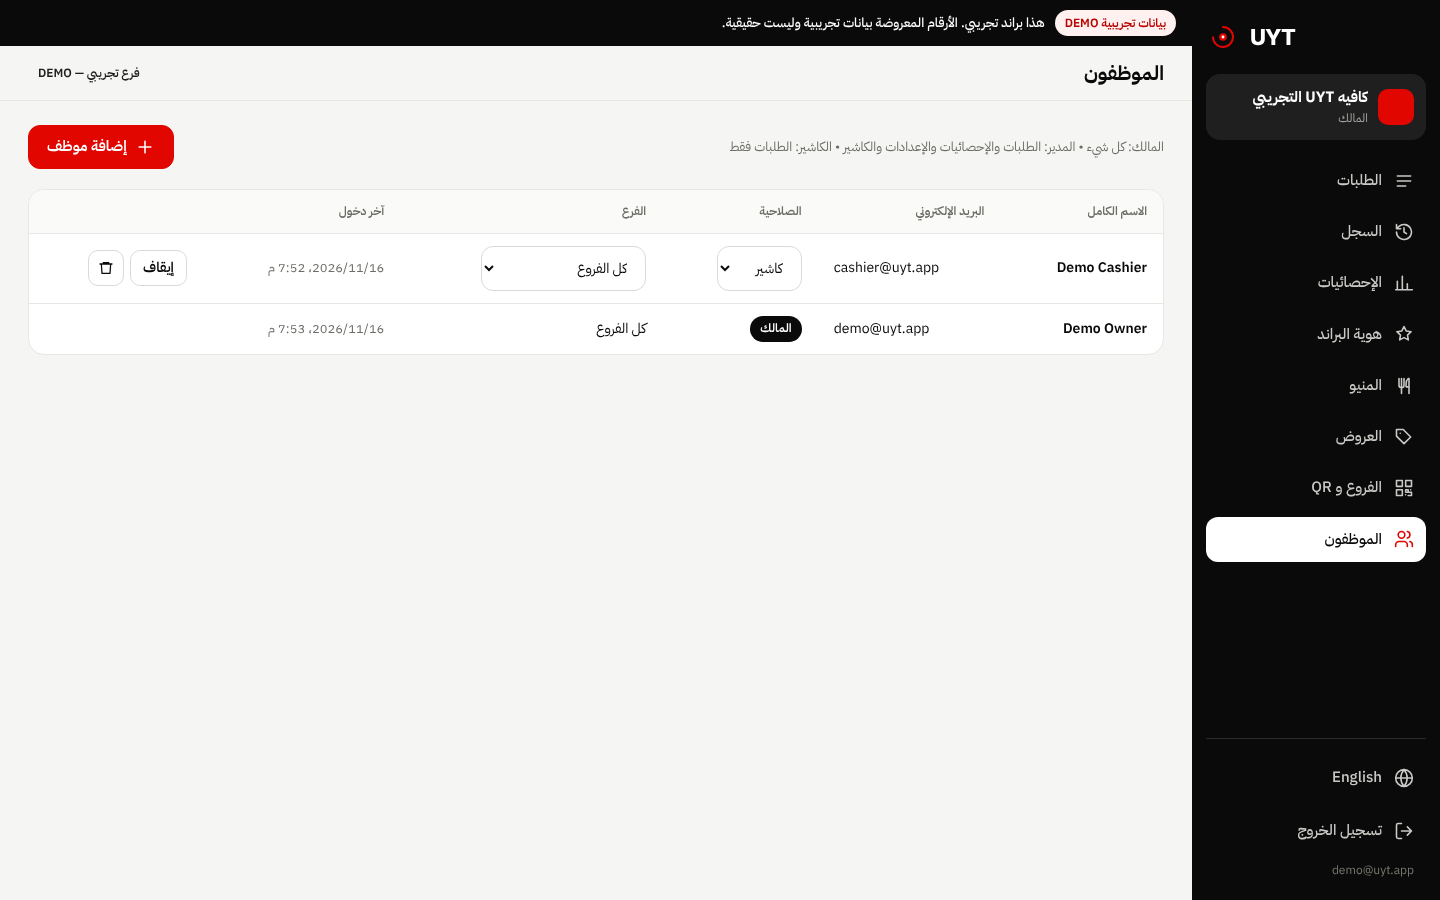 بيانات تجريبية DEMO هذا براند تجريبي. الأرقام المعروضة بيانات تجريبية وليست حقيقية.
UYT
كافيه UYT التجريبي
المالك
الطلبات
السجل
الإحصائيات
هوية البراند
المنيو
العروض
الفروع و QR
الموظفون
English
تسجيل الخروج
demo@uyt.app
الموظفون
فرع تجريبي — DEMO
المالك: كل شيء • المدير: الطلبات والإحصائيات والإعدادات والكاشير • الكاشير: الطلبات فقط
إضافة موظف
الاسم الكامل البريد الإلكتروني الصلاحية الفرع آخر دخول
Demo Cashier cashier@uyt.app كاشير كل الفروع 2026/11/16، 7:52 م إيقاف
Demo Owner demo@uyt.app المالك كل الفروع 2026/11/16، 7:53 م